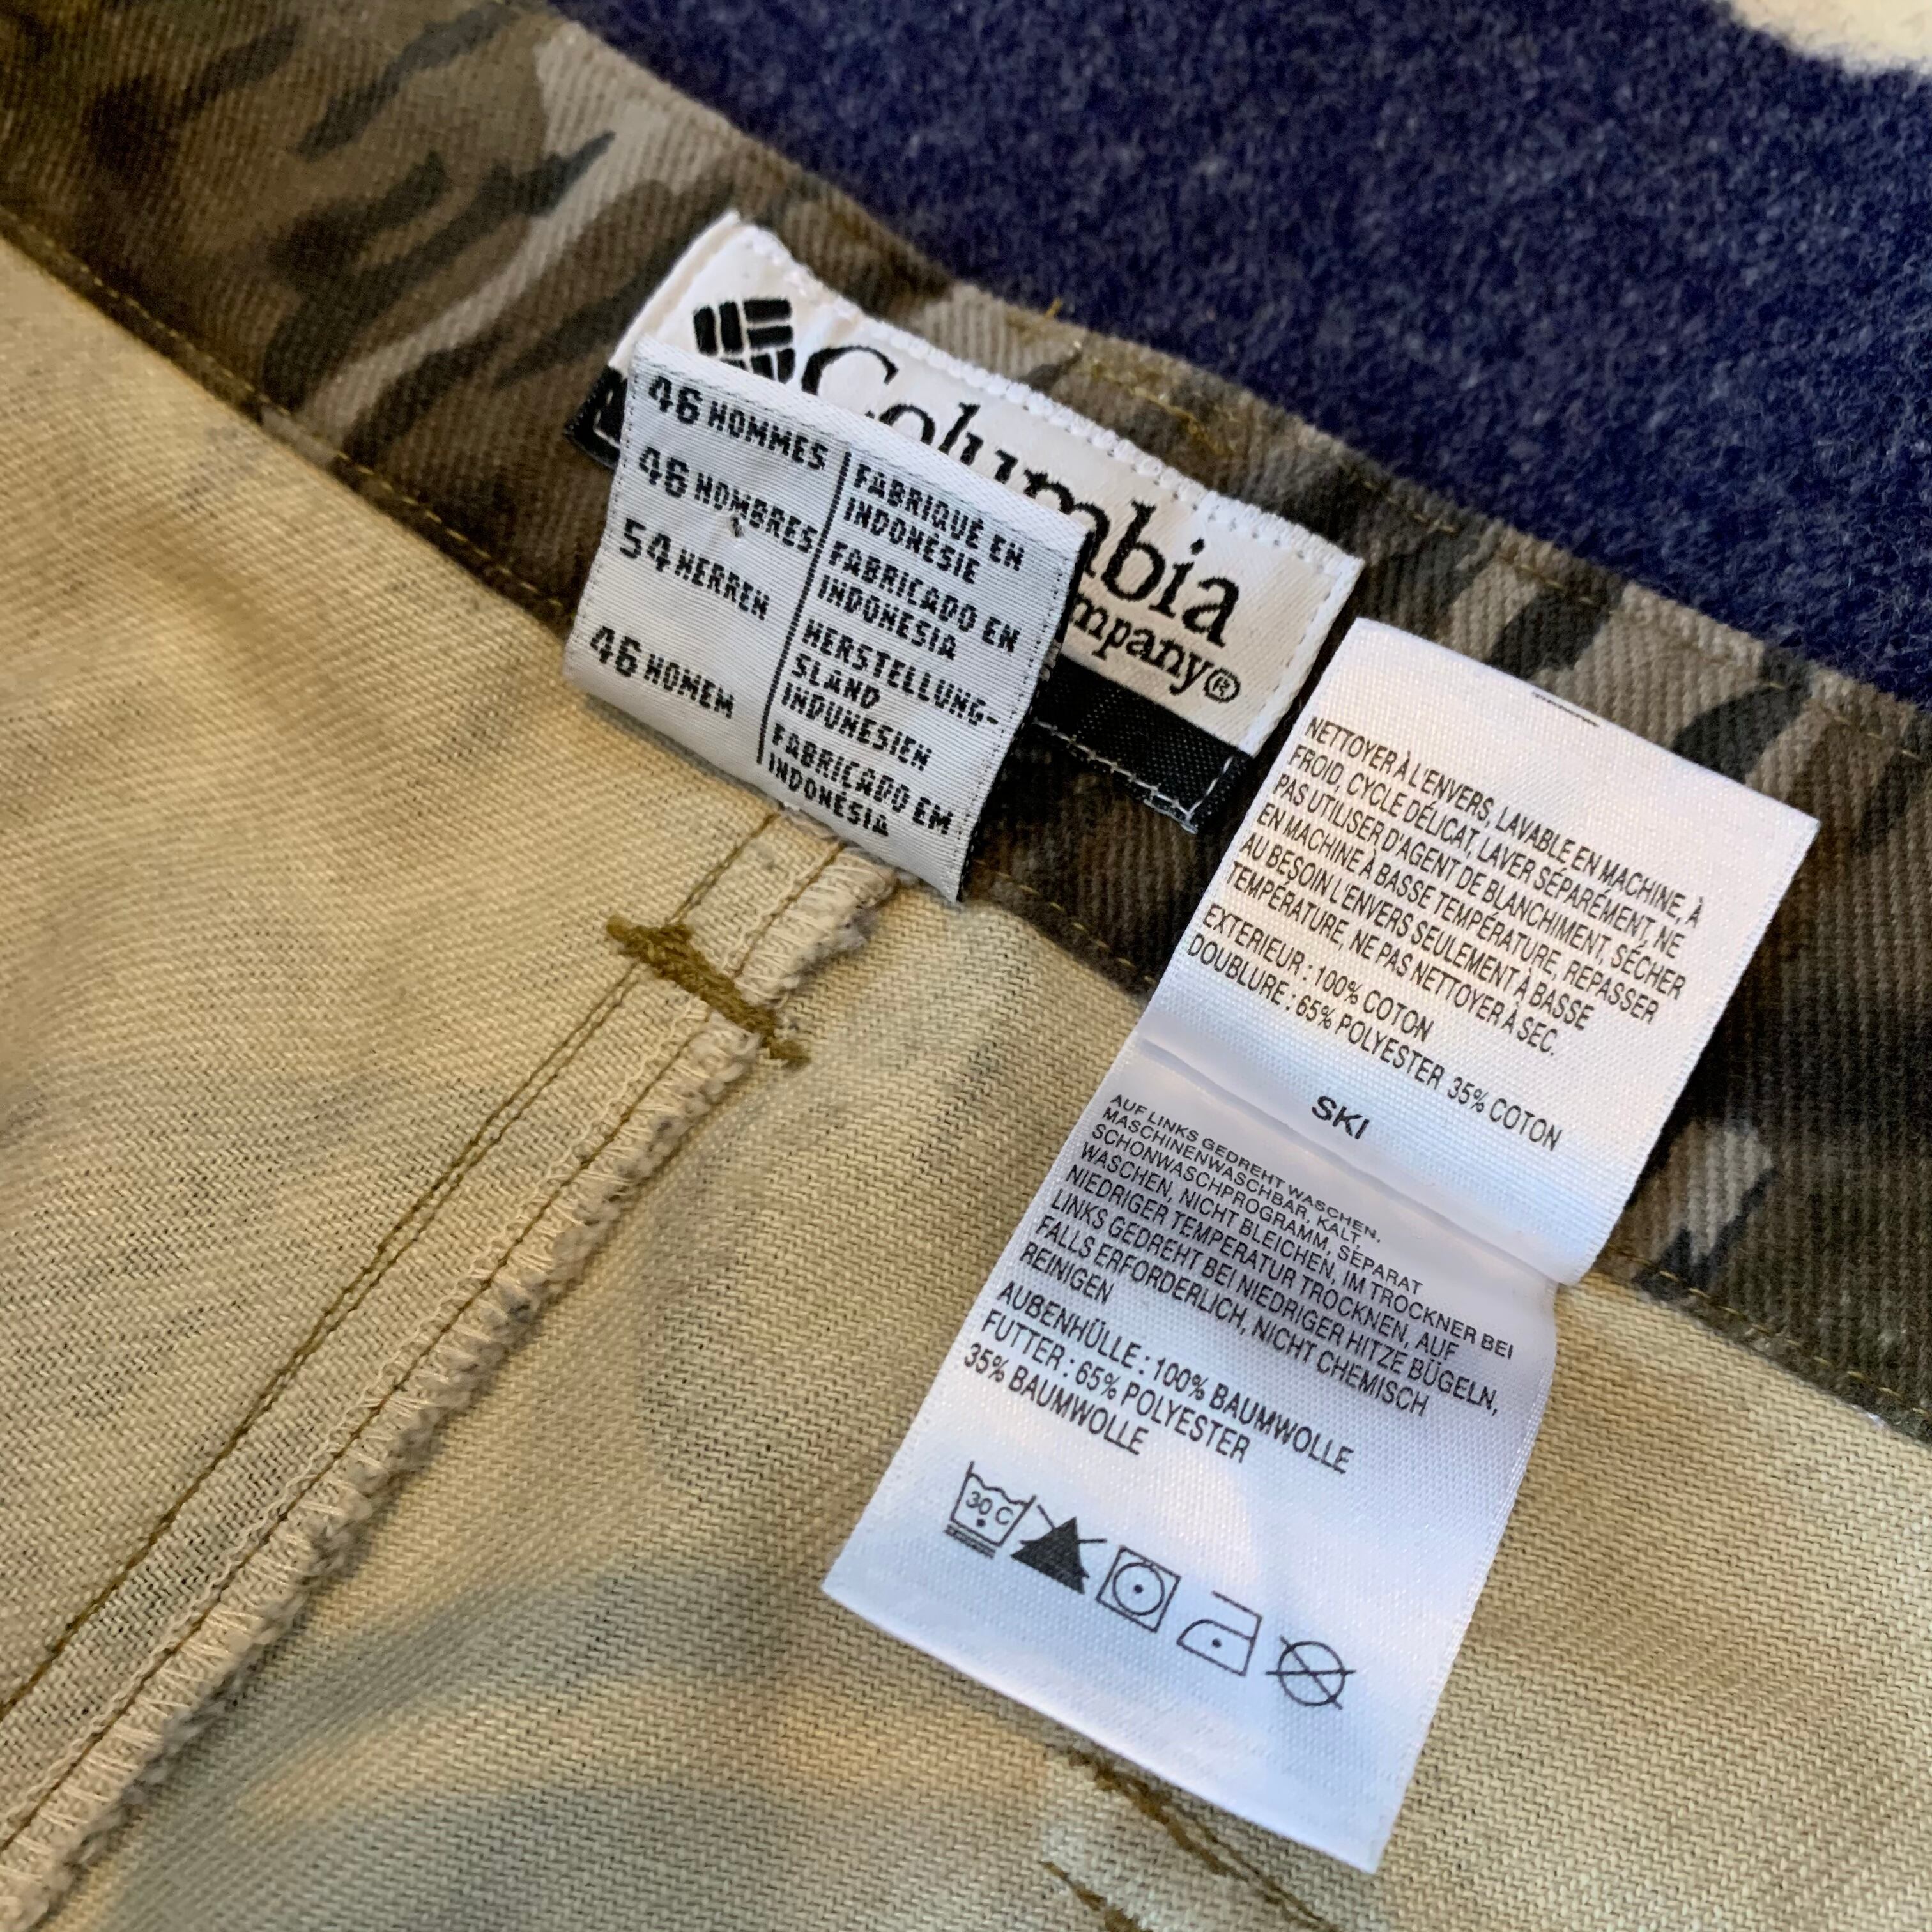 Columbia
mpany®
46 HOMMES
46 HOMBRES
54 HERREN
46 HOMEM
FABRIQUÉ EN
INDONÉSIE
FABRICADO EN
INDONESIA
HERSTELLUNG-
SLAND
INDUNESIEN
FABRICADO EM
INDONÉSIA
NETTOYER À L'ENVERS, LAVABLE EN MACHINE, À
FROID, CYCLE DÉLICAT, LAVER SÉPARÉMENT, NE
PAS UTILISER D'AGENT DE BLANCHIMENT, SÉCHER
EN MACHINE À BASSE TEMPÉRATURE, REPASSER
AU BESOIN L'ENVERS SEULEMENT À BASSE
TEMPÉRATURE, NE PAS NETTOYER À SEC.
EXTERIEUR : 100% COTON
DOUBLURE : 65% POLYESTER 35% COTON
SKI
AUF LINKS GEDREHT WASCHEN.
MASCHINENWASCHBAR, KALT,
SCHONWASCHPROGRAMM, SEPARAT
WASCHEN, NICHT BLEICHEN, IM TROCKNER BEI
NIEDRIGER TEMPERATUR TROCKNEN, AUF
LINKS GEDREHT BEI NIEDRIGER HITZE BÜGELN,
FALLS ERFORDERLICH, NICHT CHEMISCH
REINIGEN
AUBENHÜLLE : 100% BAUMWOLLE
FUTTER : 65% POLYESTER
35% BAUMWOLLE
30 C